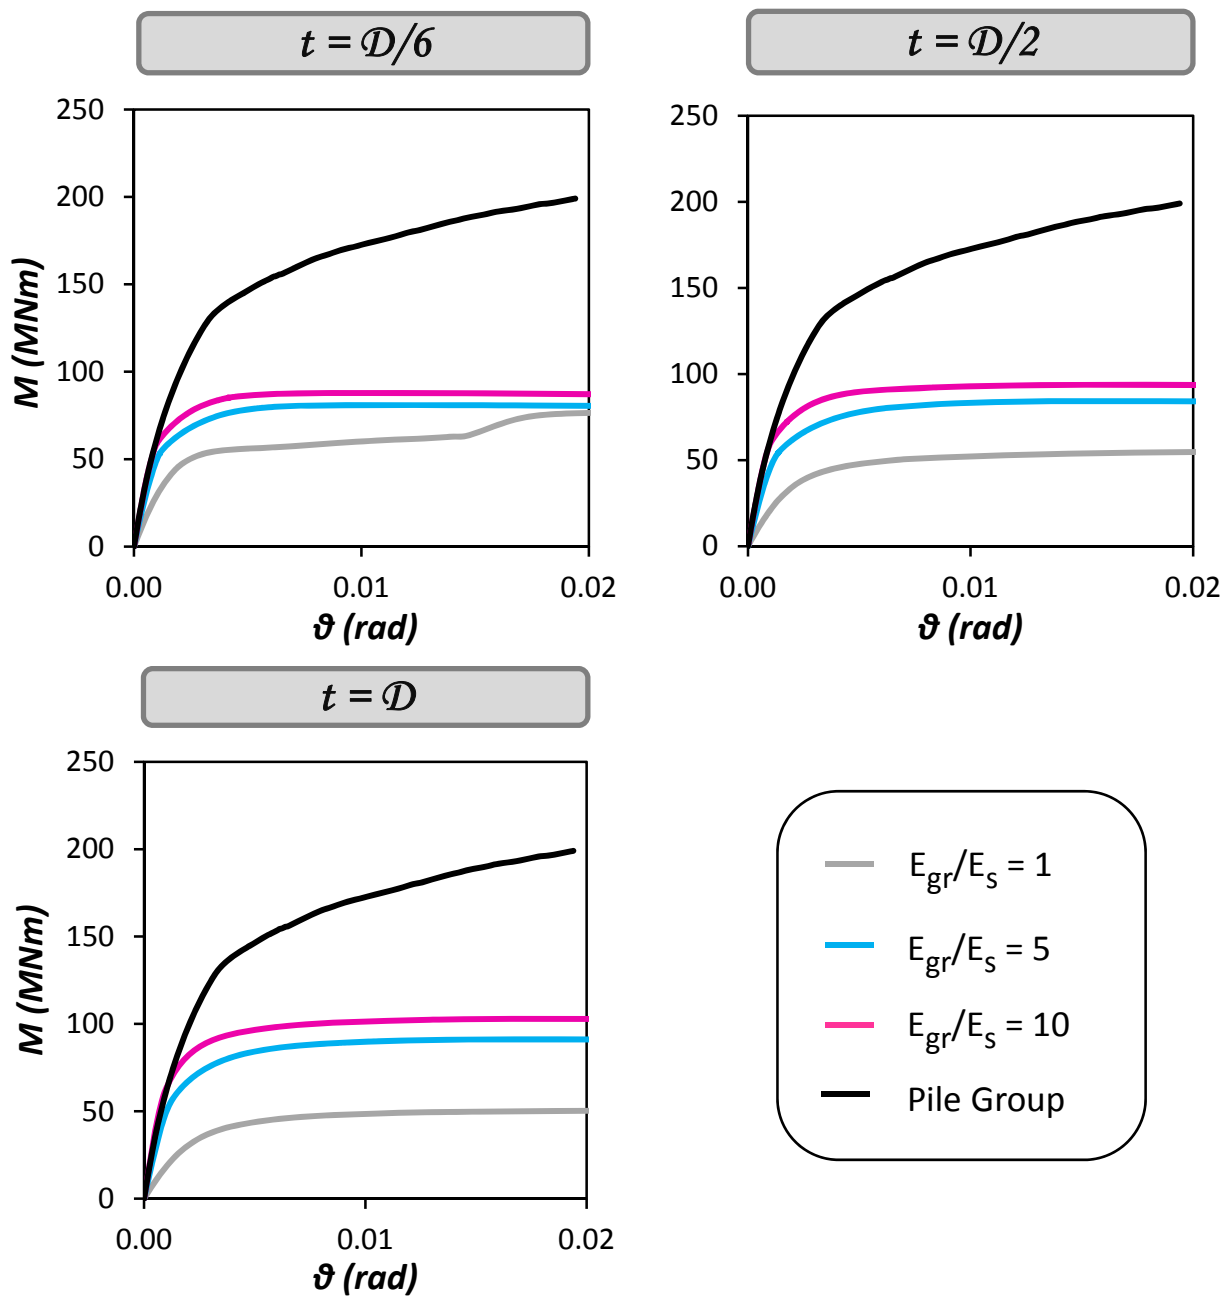 t = D/6
t = D/2
250
200
150
100
50
0
M (MNm)
0.00 0.01 0.02
ϑ (rad)
250
200
150
100
50
0
0.00 0.01 0.02
ϑ (rad)
t = D
250
200
150
100
50
0
M (MNm)
0.00 0.01 0.02
ϑ (rad)
Egr/Es = 1
Egr/Es = 5
Egr/Es = 10
Pile Group